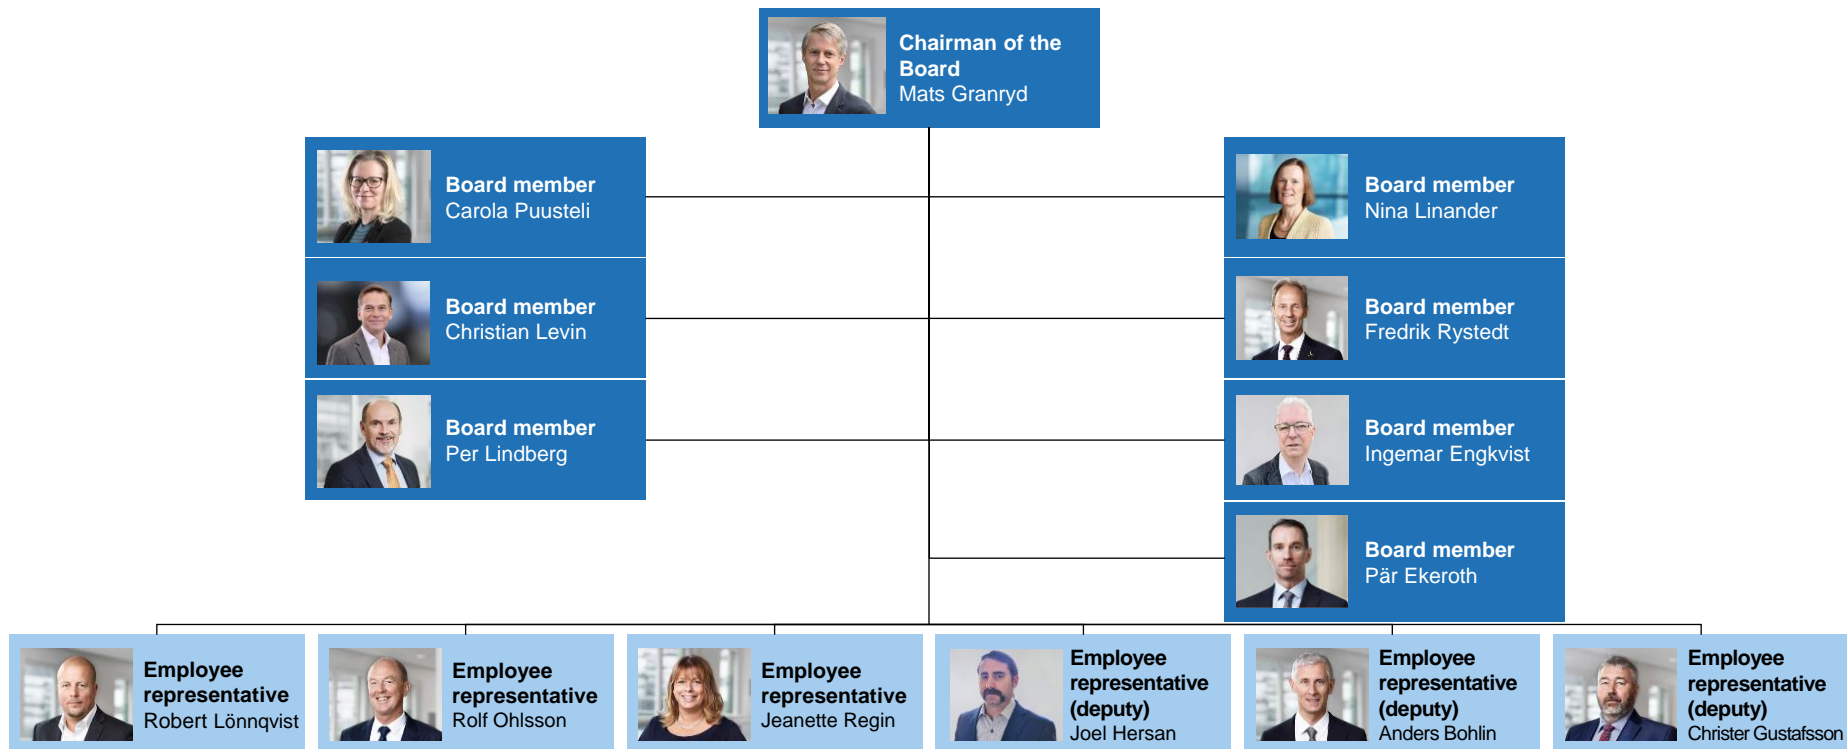 Chairman of the
Board
Mats Granryd
Board member
Carola Puusteli
Board member
Nina Linander
Board member
Christian Levin
Board member
Fredrik Rystedt
Board member
Per Lindberg
Board member
Ingemar Engkvist
Board member
Pär Ekeroth
Employee
representative
Robert Lönnqvist
Employee
representative
Rolf Ohlsson
Employee
representative
Jeanette Regin
Employee
representative
(deputy)
Joel Hersan
Employee
representative
(deputy)
Anders Bohlin
Employee
representative
(deputy)
Christer Gustafsson